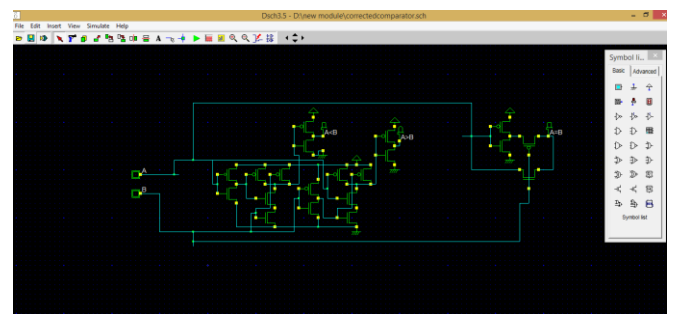 Dsch3.5 - D:\new module\correctedcomparator.sch
File Edit Insert View Simulate Help
Symbol li...
Basic Advanced
A<B
A>B
A=B
A
B
Symbol list